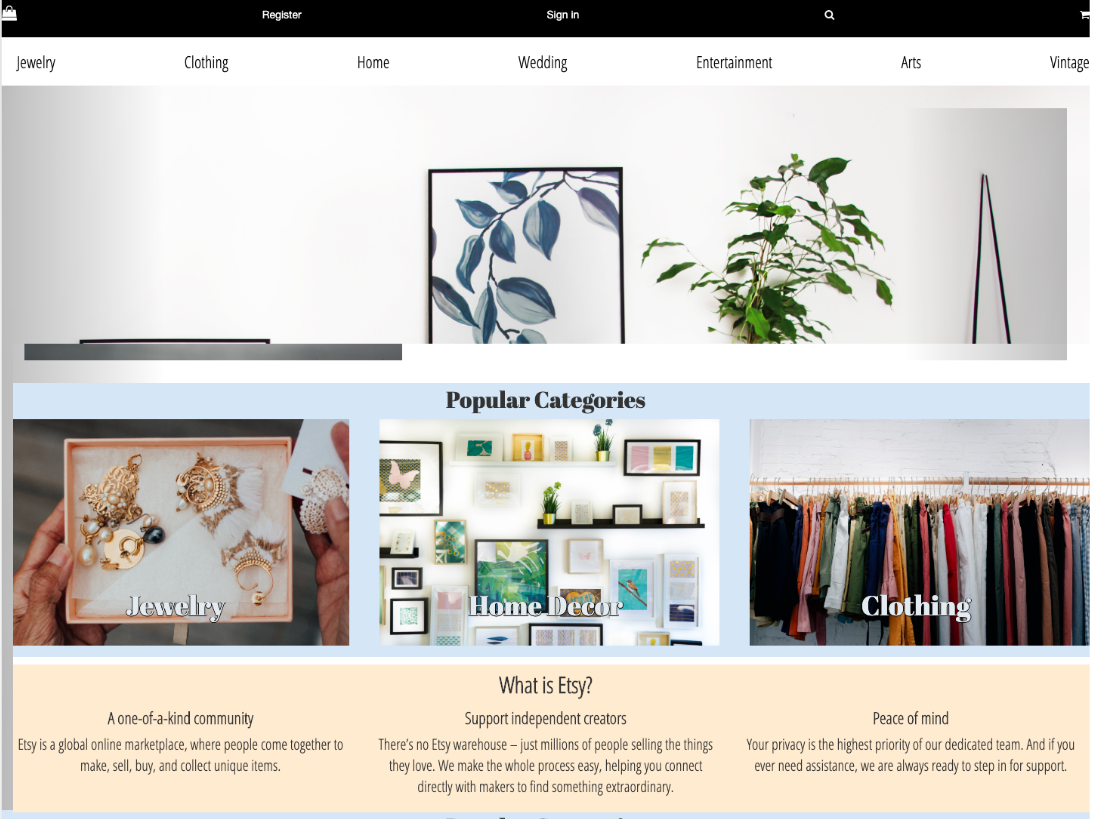 Register
Sign in
Jewelry
Clothing
Home
Wedding
Entertainment
Arts
Vintage
Popular Categories
Jewelry
Home Decor
Clothing
What is Etsy?
A one-of-a-kind community
Etsy is a global online marketplace, where people come together to
make, sell, buy, and collect unique items.
Support independent creators
There's no Etsy warehouse – just millions of people selling the things
they love. We make the whole process easy, helping you connect
directly with makers to find something extraordinary.
Peace of mind
Your privacy is the highest priority of our dedicated team. And if you
ever need assistance, we are always ready to step in for support.